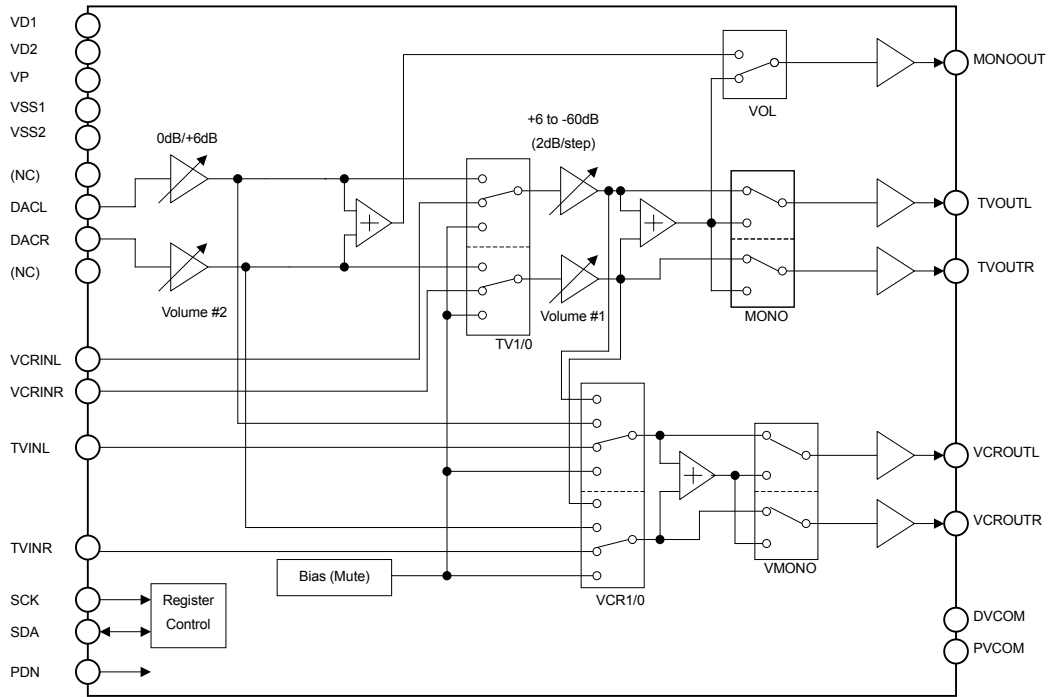 VD1
VD2
VP
VSS1
VSS2
(NC)
DACL
DACR
(NC)
VCRINL
VCRINR
TVINL
TVINR
SCK
SDA
PDN
0dB/+6dB
Volume #2
+6 to -60dB
(2dB/step)
Volume #1
TV1/0
VOL
MONO
Bias (Mute)
VCR1/0
VMONO
Register
Control
MONOOUT
TVOUTL
TVOUTR
VCROUTL
VCROUTR
DVCOM
PVCOM